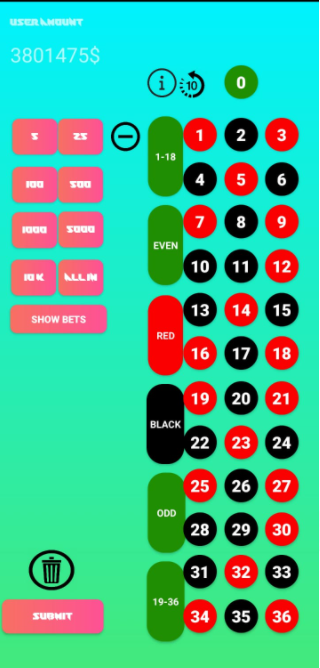 USER AMOUNT
3801475$
i
10
0
5 25
100 500
1000 5000
10K ALL IN
SHOW BETS
1-18
1 2 3
4 5 6
EVEN
7 8 9
10 11 12
RED
13 14 15
16 17 18
BLACK
19 20 21
22 23 24
ODD
25 26 27
28 29 30
19-36
31 32 33
34 35 36
SUBMIT